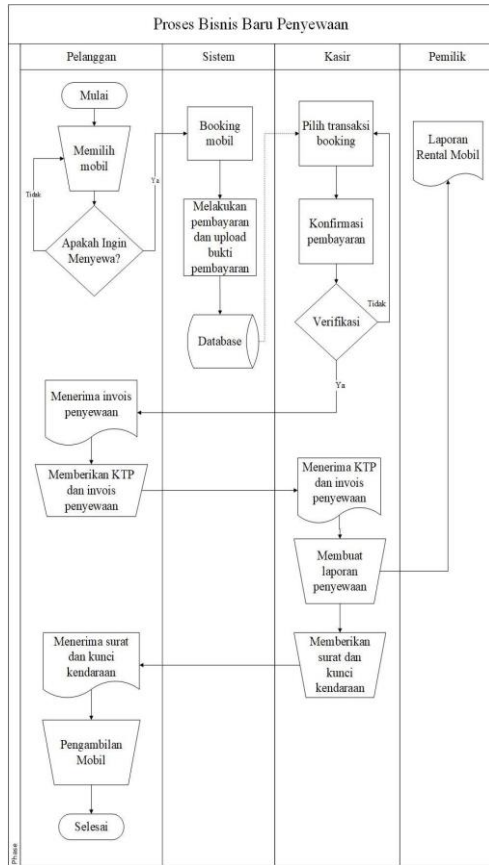 Proses Bisnis Baru Penyewaan
Pelanggan
Sistem
Kasir
Pemilik
Mulai
Memilih
mobil
Tidak
Apakah Ingin
Menyewa?
Ya
Booking
mobil
Melakukan
pembayaran
dan upload
bukti
pembayaran
Database
Pilih transaksi
booking
Konfirmasi
pembayaran
Verifikasi
Tidak
Ya
Laporan
Rental Mobil
Menerima invois
penyewaan
Memberikan KTP
dan invois
penyewaan
Menerima KTP
dan invois
penyewaan
Membuat
laporan
penyewaan
Memberikan
surat dan
kunci
kendaraan
Menerima surat
dan kunci
kendaraan
Pengambilan
Mobil
Selesai
Phase